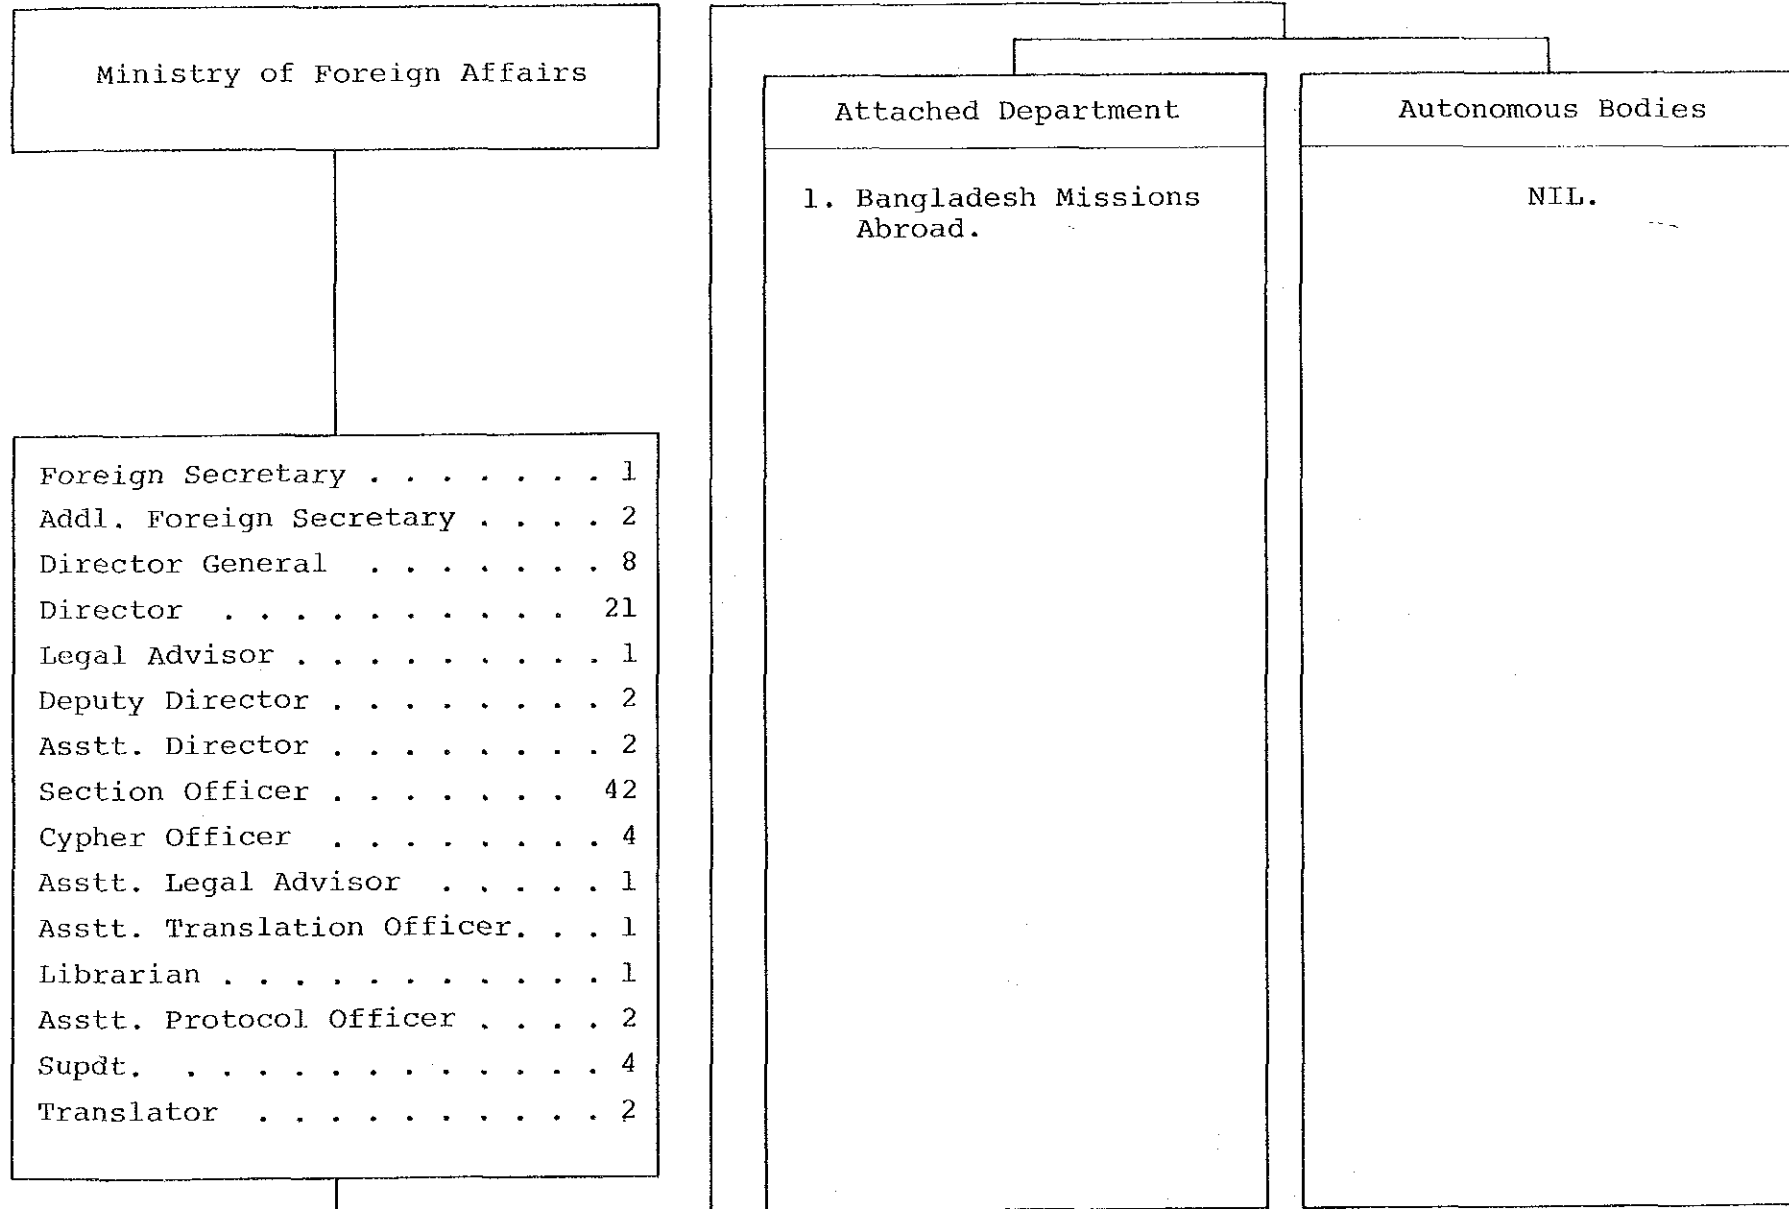 Ministry of Foreign Affairs
Foreign Secretary . . . . . . . 1
Addl. Foreign Secretary . . . . 2
Director General . . . . . . . 8
Director . . . . . . . . . . 21
Legal Advisor . . . . . . . . . 1
Deputy Director . . . . . . . . 2
Asstt. Director . . . . . . . . 2
Section Officer . . . . . . . 42
Cypher Officer . . . . . . . . 4
Asstt. Legal Advisor . . . . . 1
Asstt. Translation Officer. . . 1
Librarian . . . . . . . . . . . 1
Asstt. Protocol Officer . . . . 2
Supdt. . . . . . . . . . . . . 4
Translator . . . . . . . . . . 2
Attached Department
1. Bangladesh Missions
Abroad.
Autonomous Bodies
NIL.